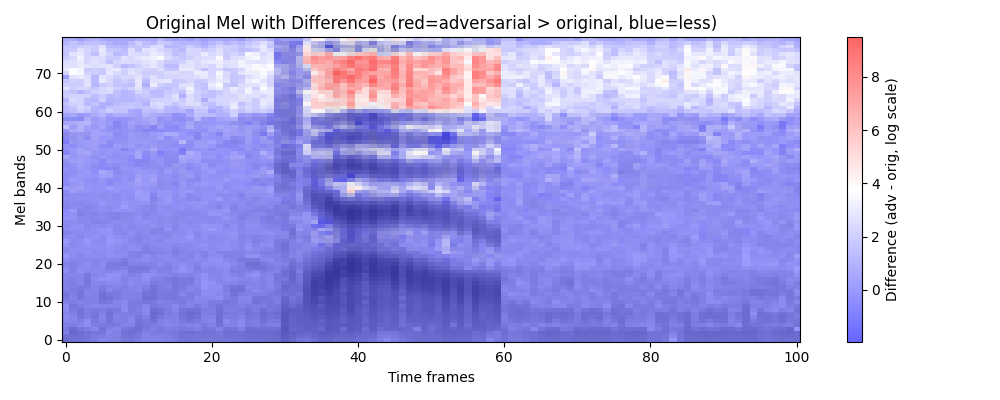 Original Mel with Differences (red=adversarial > original, blue=less)
Mel bands
70
60
50
40
30
20
10
0
0 20 40 60 80 100
Time frames
8
6
4
2
0
Difference (adv - orig, log scale)